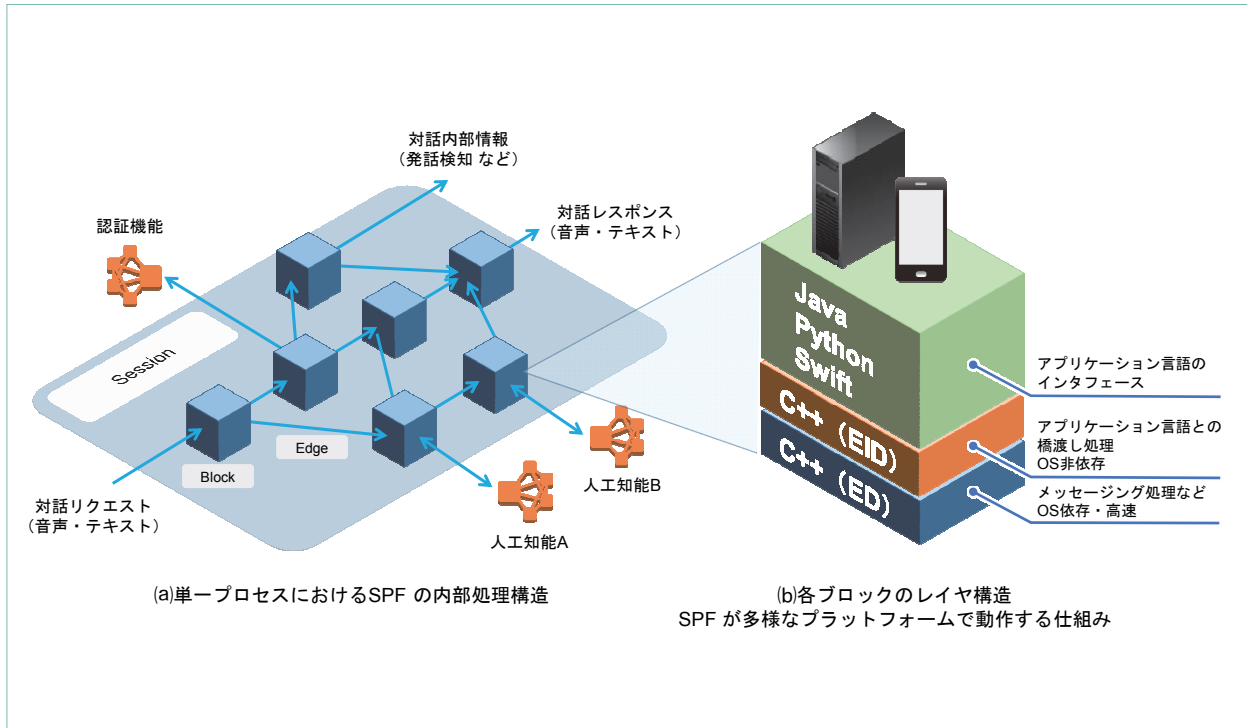 対話内部情報
（発話検知 など）
対話レスポンス
（音声・テキスト）
認証機能
Session
Block
Edge
対話リクエスト
（音声・テキスト）
人工知能B
人工知能A
(a)単一プロセスにおけるSPF の内部処理構造
Java
Python
Swift
C++（EID）
C++（ED）
アプリケーション言語の
インタフェース
アプリケーション言語との
橋渡し処理
OS非依存
メッセージング処理など
OS依存・高速
(b)各ブロックのレイヤ構造
SPF が多様なプラットフォームで動作する仕組み